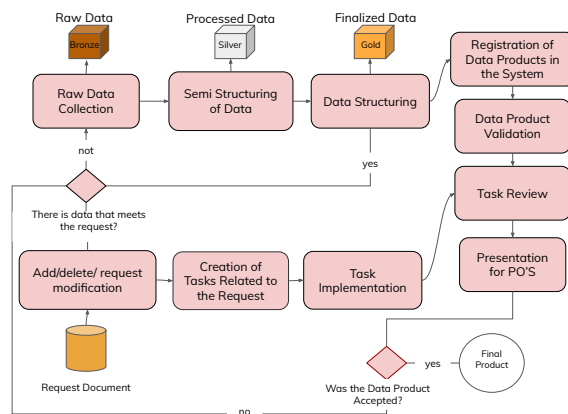 Raw Data
Processed Data
Finalized Data
Bronze
Silver
Gold
Raw Data
Collection
Semi Structuring
of Data
Data Structuring
Registration of
Data Products in
the System
Data Product
Validation
not
yes
Task Review
There is data that meets
the request?
Add/delete/ request
modification
Creation of
Tasks Related to
the Request
Task
Implementation
Presentation
for PO'S
Request Document
yes
Final
Product
Was the Data Product
Accepted?
no